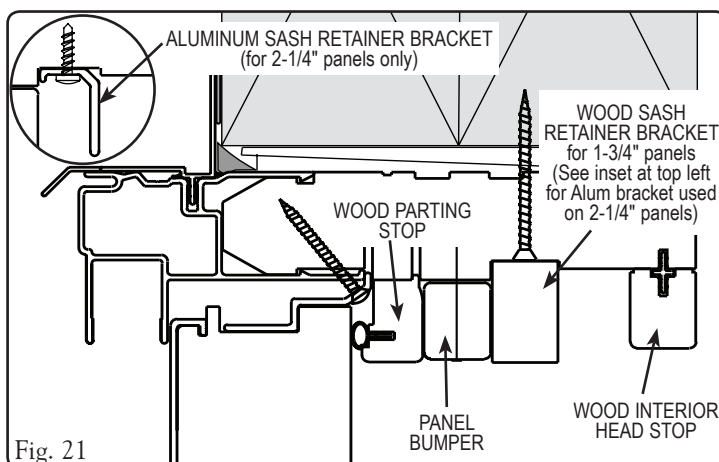 ALUMINUM SASH RETAINER BRACKET
(for 2-1/4" panels only)
WOOD SASH
RETAINER BRACKET
for 1-3/4" panels
(See inset at top left
for Alum bracket used
on 2-1/4" panels)
WOOD PARTING
STOP
PANEL
BUMPER
WOOD INTERIOR
HEAD STOP
Fig. 21